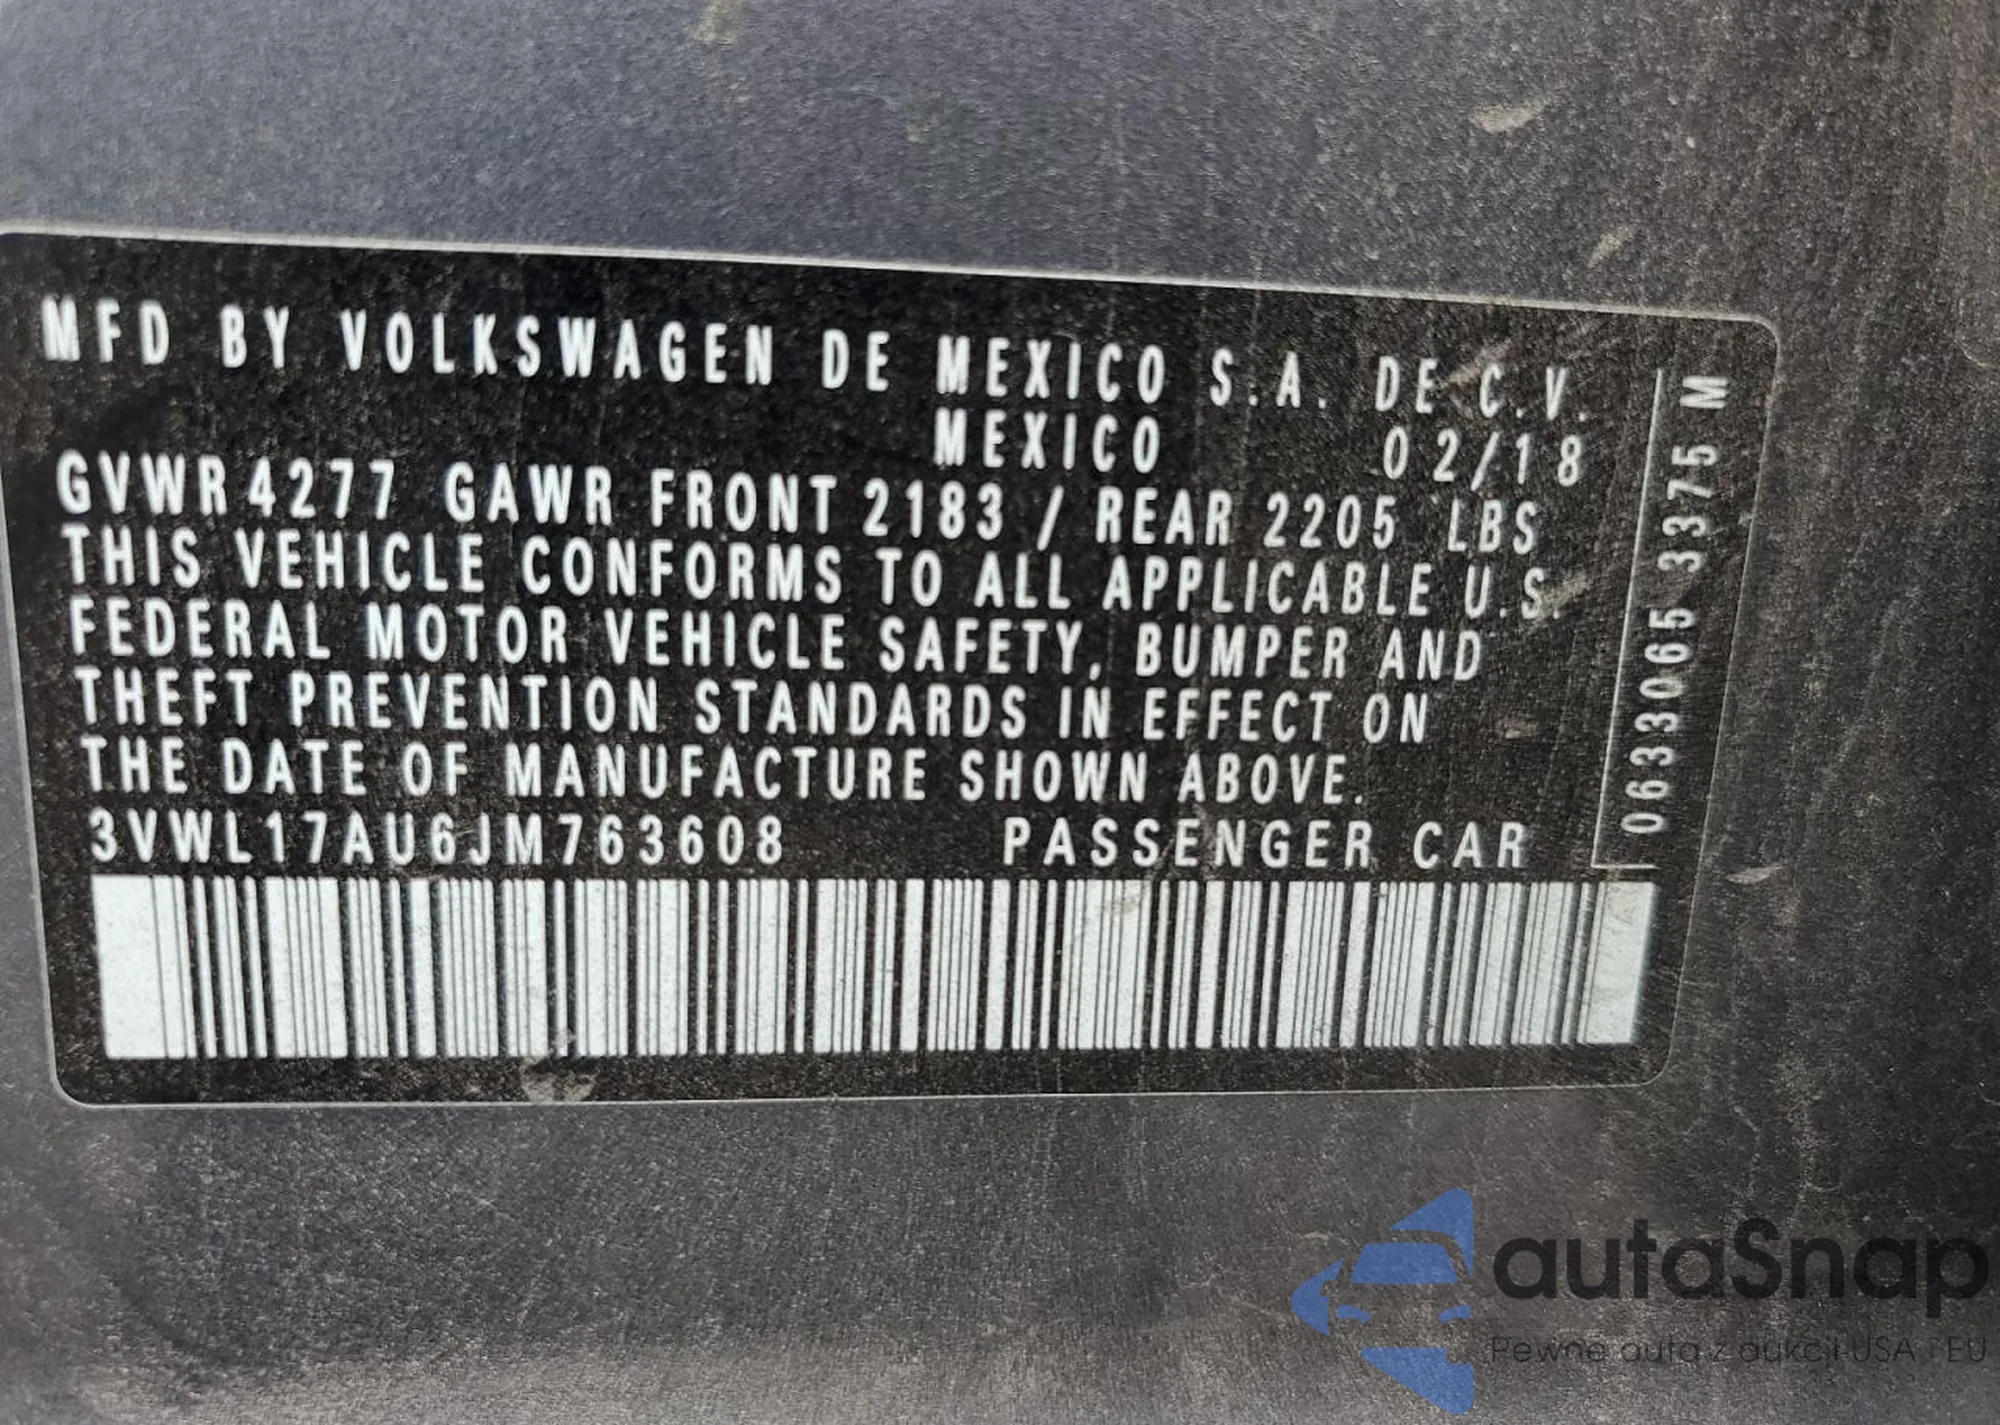 MFD BY VOLKSWAGEN DE MEXICO S.A. DE C.V.
MEXICO 02/18
GVWR 4277 GAWR FRONT 2183 / REAR 2205 LBS
THIS VEHICLE CONFORMS TO ALL APPLICABLE U.S.
FEDERAL MOTOR VEHICLE SAFETY, BUMPER AND
THEFT PREVENTION STANDARDS IN EFFECT ON
THE DATE OF MANUFACTURE SHOWN ABOVE.
3VWL17AU6JM763608 PASSENGER CAR
0633065 3375 M
autaSnap
Pewne auta z aukcji USA i EU